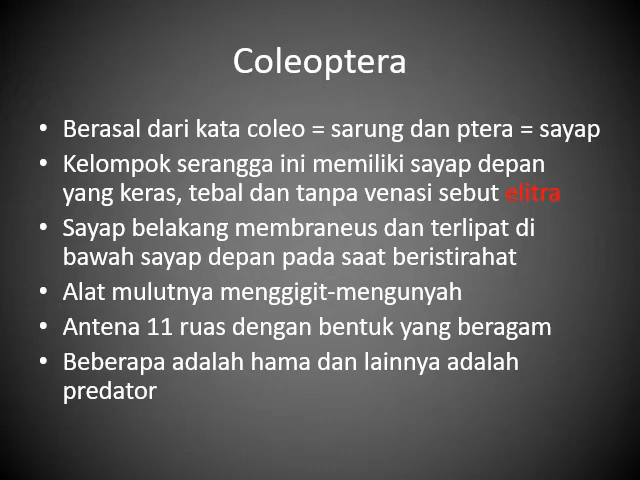 Coleoptera
• Berasal dari kata coleo = sarung dan ptera = sayap
• Kelompok serangga ini memiliki sayap depan
yang keras, tebal dan tanpa venasi sebut elitra
• Sayap belakang membraneus dan terlipat di
bawah sayap depan pada saat beristirahat
• Alat mulutnya menggigit-mengunyah
• Antena 11 ruas dengan bentuk yang beragam
• Beberapa adalah hama dan lainnya adalah
predator